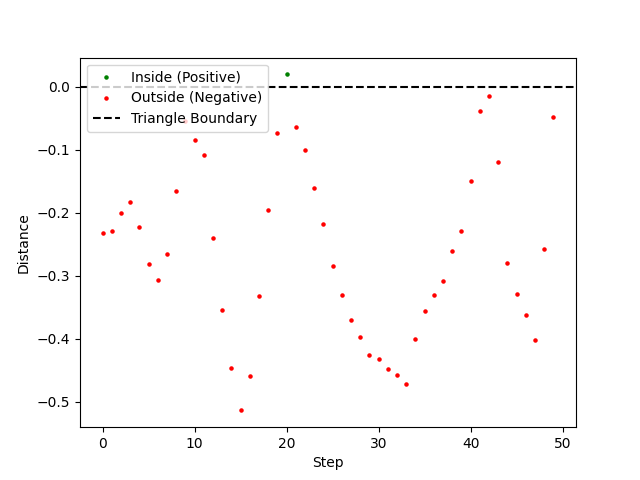 Inside (Positive)
Outside (Negative)
Triangle Boundary
0.0
−0.1
−0.2
−0.3
−0.4
−0.5
Distance
0 10 20 30 40 50
Step